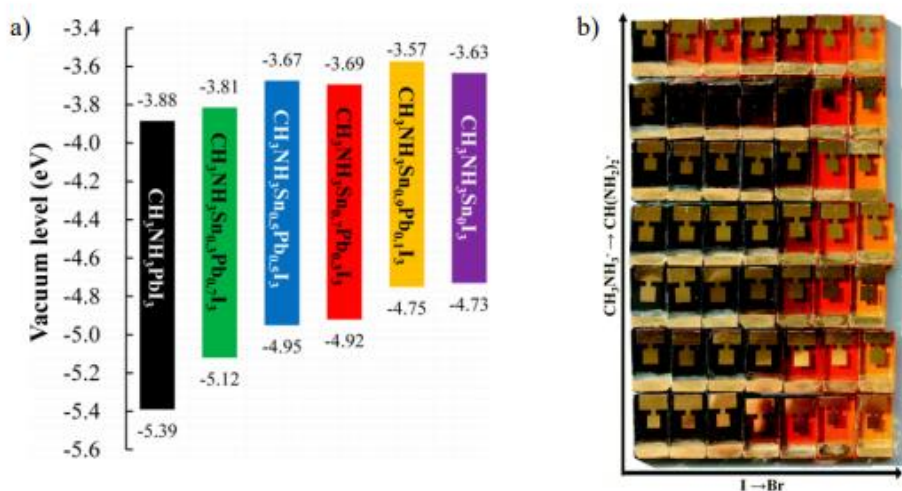 a)
Vacuum level (eV)
-3.4
-3.6
-3.8
-4.0
-4.2
-4.4
-4.6
-4.8
-5.0
-5.2
-5.4
-5.6
-3.88
CH₃NH₃PbI₃
-5.39
-3.81
CH₃NH₃Sn₀.₃Pb₀.₇I₃
-5.12
-3.67
CH₃NH₃Sn₀.₅Pb₀.₅I₃
-4.95
-3.69
CH₃NH₃Sn₀.₇Pb₀.₃I₃
-4.92
-3.57
CH₃NH₃Sn₀.₉Pb₀.₁I₃
-4.75
-3.63
CH₃NH₃Sn₀I₃
-4.73
b)
CH₃NH₃⁻ → CH(NH₂)₂⁻
I → Br